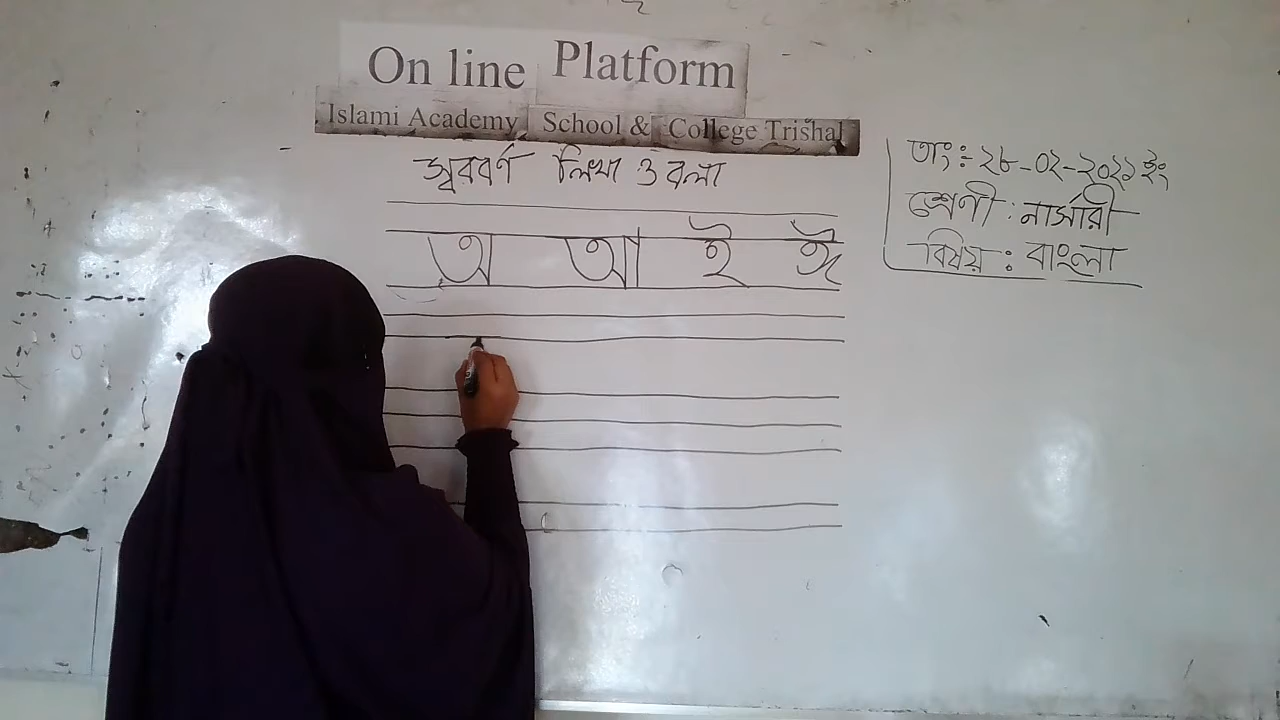 On line Platform
Islami Academy School & College Trishal
স্বরবর্ণ লিখা ও বলা
অ আ ই ঈ
তাং:-২৮-০২-২০২১ ইং
শ্রেণী : নার্সারী
বিষয় : বাংলা